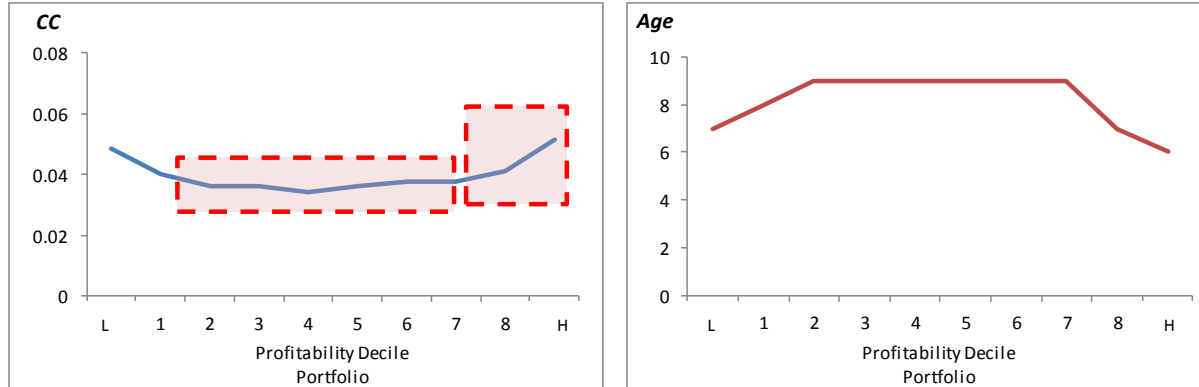 CC
0.08
0.06
0.04
0.02
0
L 1 2 3 4 5 6 7 8 H
Profitability Decile
Portfolio
Age
10
8
6
4
2
0
L 1 2 3 4 5 6 7 8 H
Profitability Decile
Portfolio